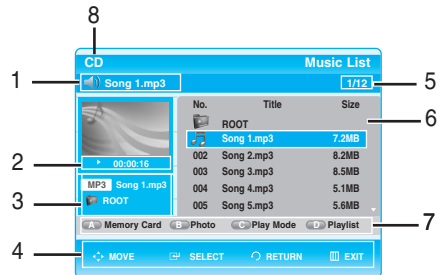 8
CD Music List
1 Song 1.mp3 1/12 5
No. Title Size
ROOT 6
Song 1.mp3 7.2MB
2 00:00:16 002 Song 2.mp3 8.2MB
MP3 Song 1.mp3 003 Song 3.mp3 8.5MB
3 ROOT 004 Song 4.mp3 5.1MB
005 Song 5.mp3 5.6MB
A Memory Card B Photo C Play Mode D Playlist 7
4 MOVE SELECT RETURN EXIT